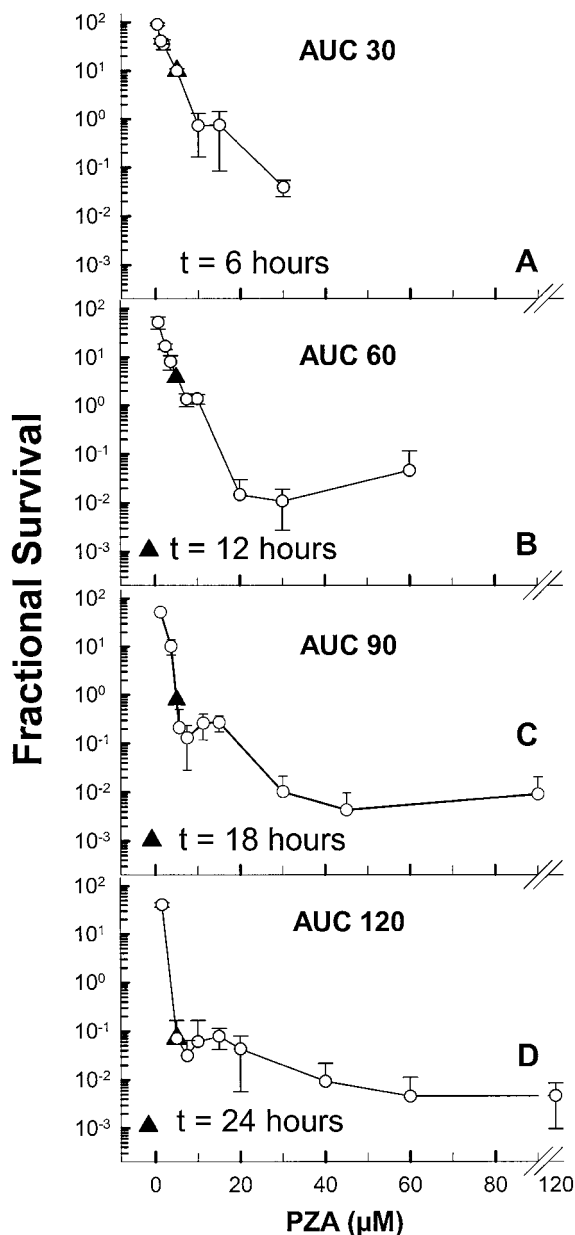 Fractional Survival
10² 10¹ 10⁰ 10⁻¹ 10⁻² 10⁻³
AUC 30
t = 6 hours
A
10² 10¹ 10⁰ 10⁻¹ 10⁻² 10⁻³
AUC 60
▲ t = 12 hours
B
10² 10¹ 10⁰ 10⁻¹ 10⁻² 10⁻³
AUC 90
C
▲ t = 18 hours
10² 10¹ 10⁰ 10⁻¹ 10⁻² 10⁻³
AUC 120
D
▲ t = 24 hours
0 20 40 60 80 120
PZA (µM)